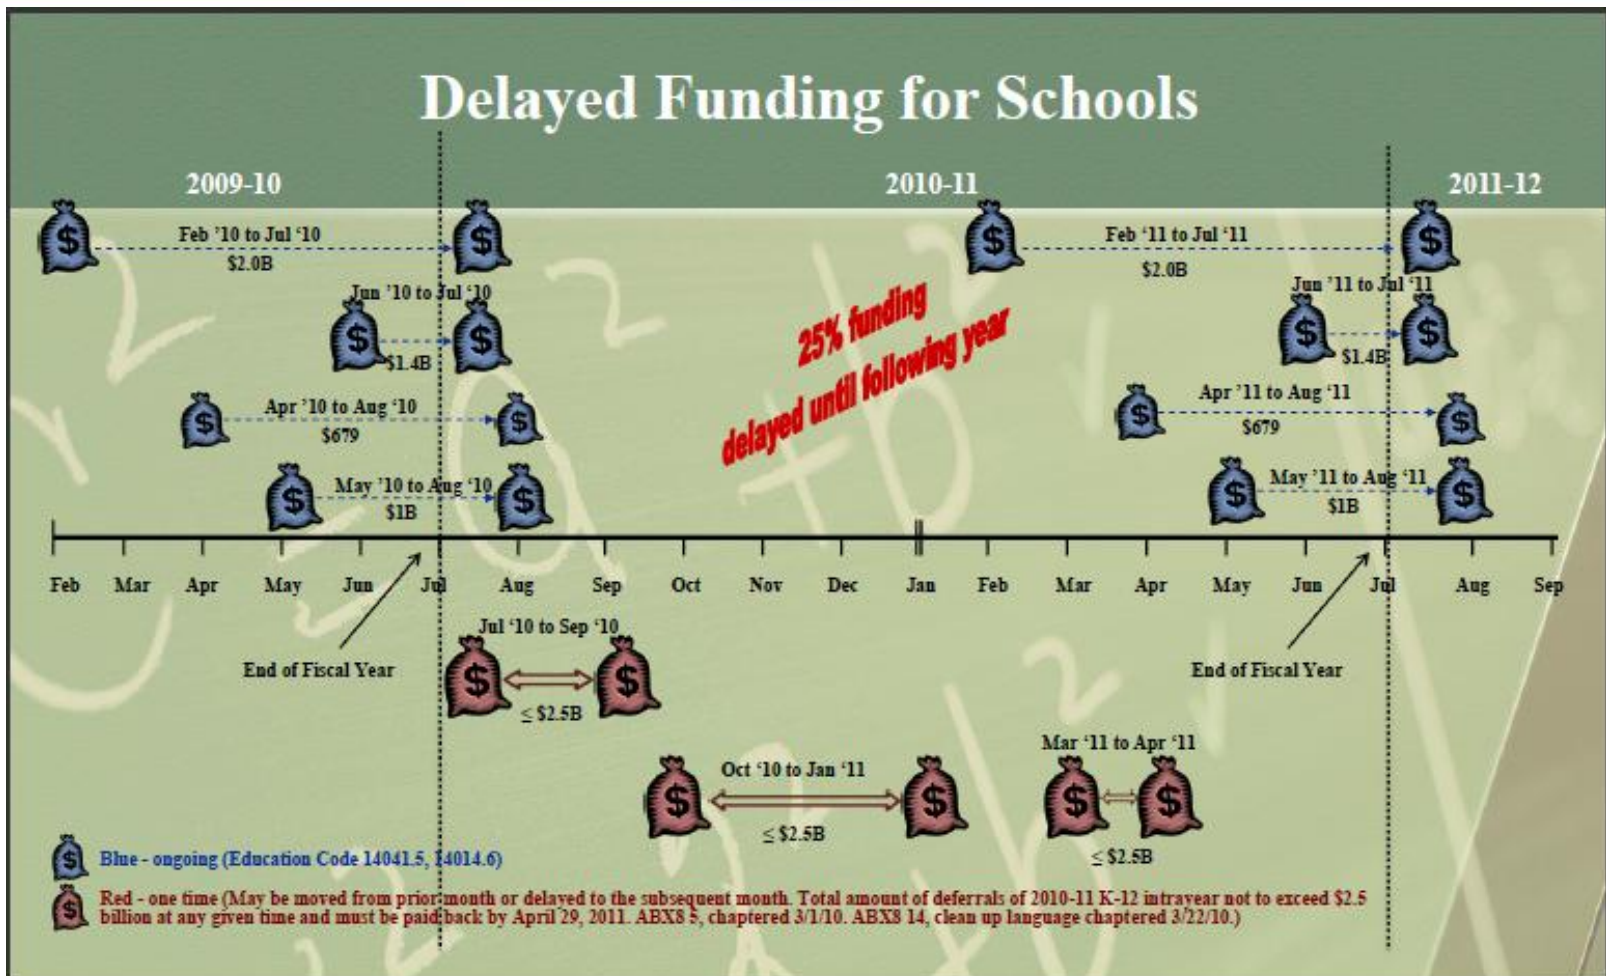 Delayed Funding for Schools
2009-10
2010-11
2011-12
Feb ’10 to Jul ‘10
$2.0B
Jun ’10 to Jul ‘10
$1.4B
Apr ’10 to Aug ‘10
$679
May ’10 to Aug ‘10
$1B
25% funding
delayed until following year
Feb ‘11 to Jul ‘11
$2.0B
Jun ’11 to Jul ‘11
$1.4B
Apr ’11 to Aug ‘11
$679
May ’11 to Aug ‘11
$1B
Feb Mar Apr May Jun Jul Aug Sep Oct Nov Dec Jan Feb Mar Apr May Jun Jul Aug Sep
End of Fiscal Year
End of Fiscal Year
Jul ‘10 to Sep ‘10
≤ $2.5B
Oct ‘10 to Jan ‘11
≤ $2.5B
Mar ‘11 to Apr ‘11
≤ $2.5B
Blue - ongoing (Education Code 14041.5, 14014.6)
Red - one time (May be moved from prior month or delayed to the subsequent month. Total amount of deferrals of 2010-11 K-12 intrayear not to exceed $2.5
billion at any given time and must be paid back by April 29, 2011. ABX8 5, chaptered 3/1/10. ABX8 14, clean up language chaptered 3/22/10.)